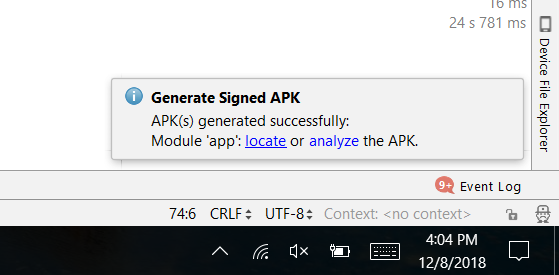 16 ms
24 s 781 ms
Device File Explorer
Generate Signed APK
APK(s) generated successfully:
Module 'app': locate or analyze the APK.
9+ Event Log
74:6 CRLF UTF-8 Context: <no context>
4:04 PM
12/8/2018